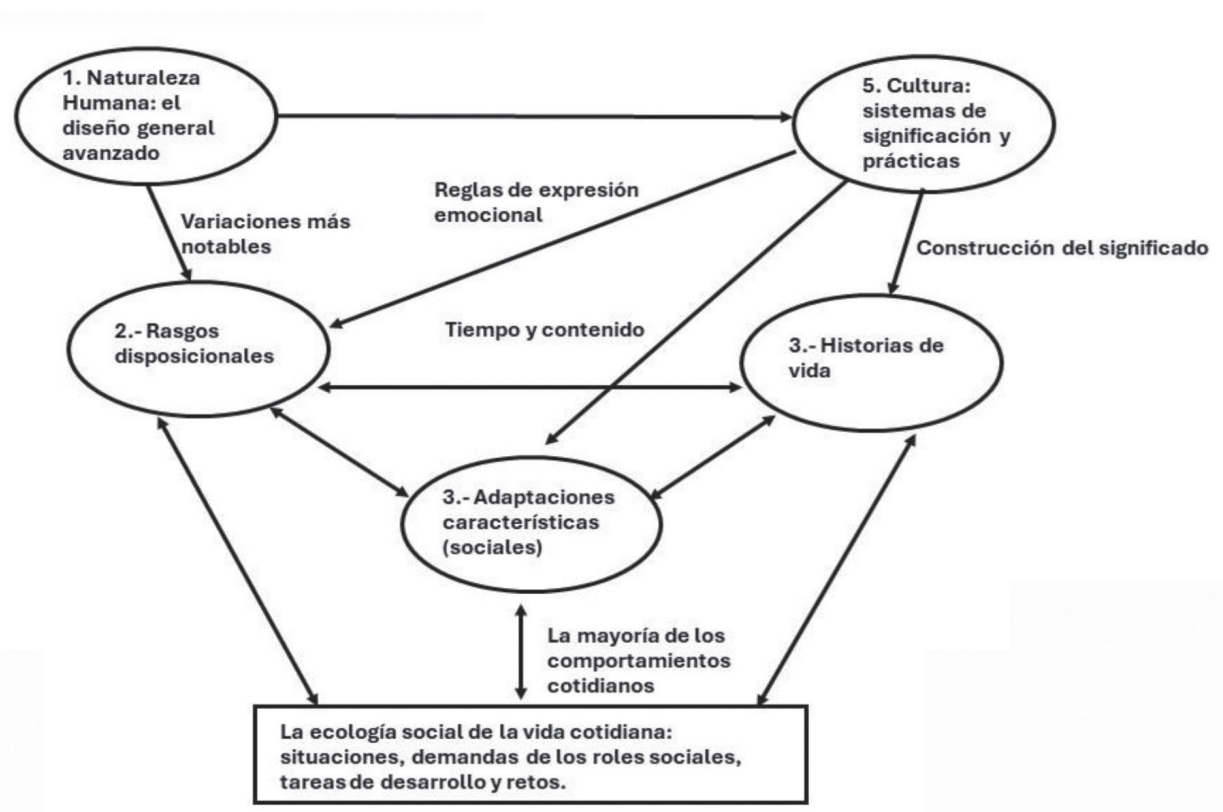 1. Naturaleza
Humana: el
diseño general
avanzado
5. Cultura:
sistemas de
significación y
prácticas
Reglas de expresión
emocional
Variaciones más
notables
Construcción del significado
2.- Rasgos
disposicionales
Tiempo y contenido
3.- Historias de
vida
3.- Adaptaciones
características
(sociales)
La mayoría de los
comportamientos
cotidianos
La ecología social de la vida cotidiana:
situaciones, demandas de los roles sociales,
tareas de desarrollo y retos.